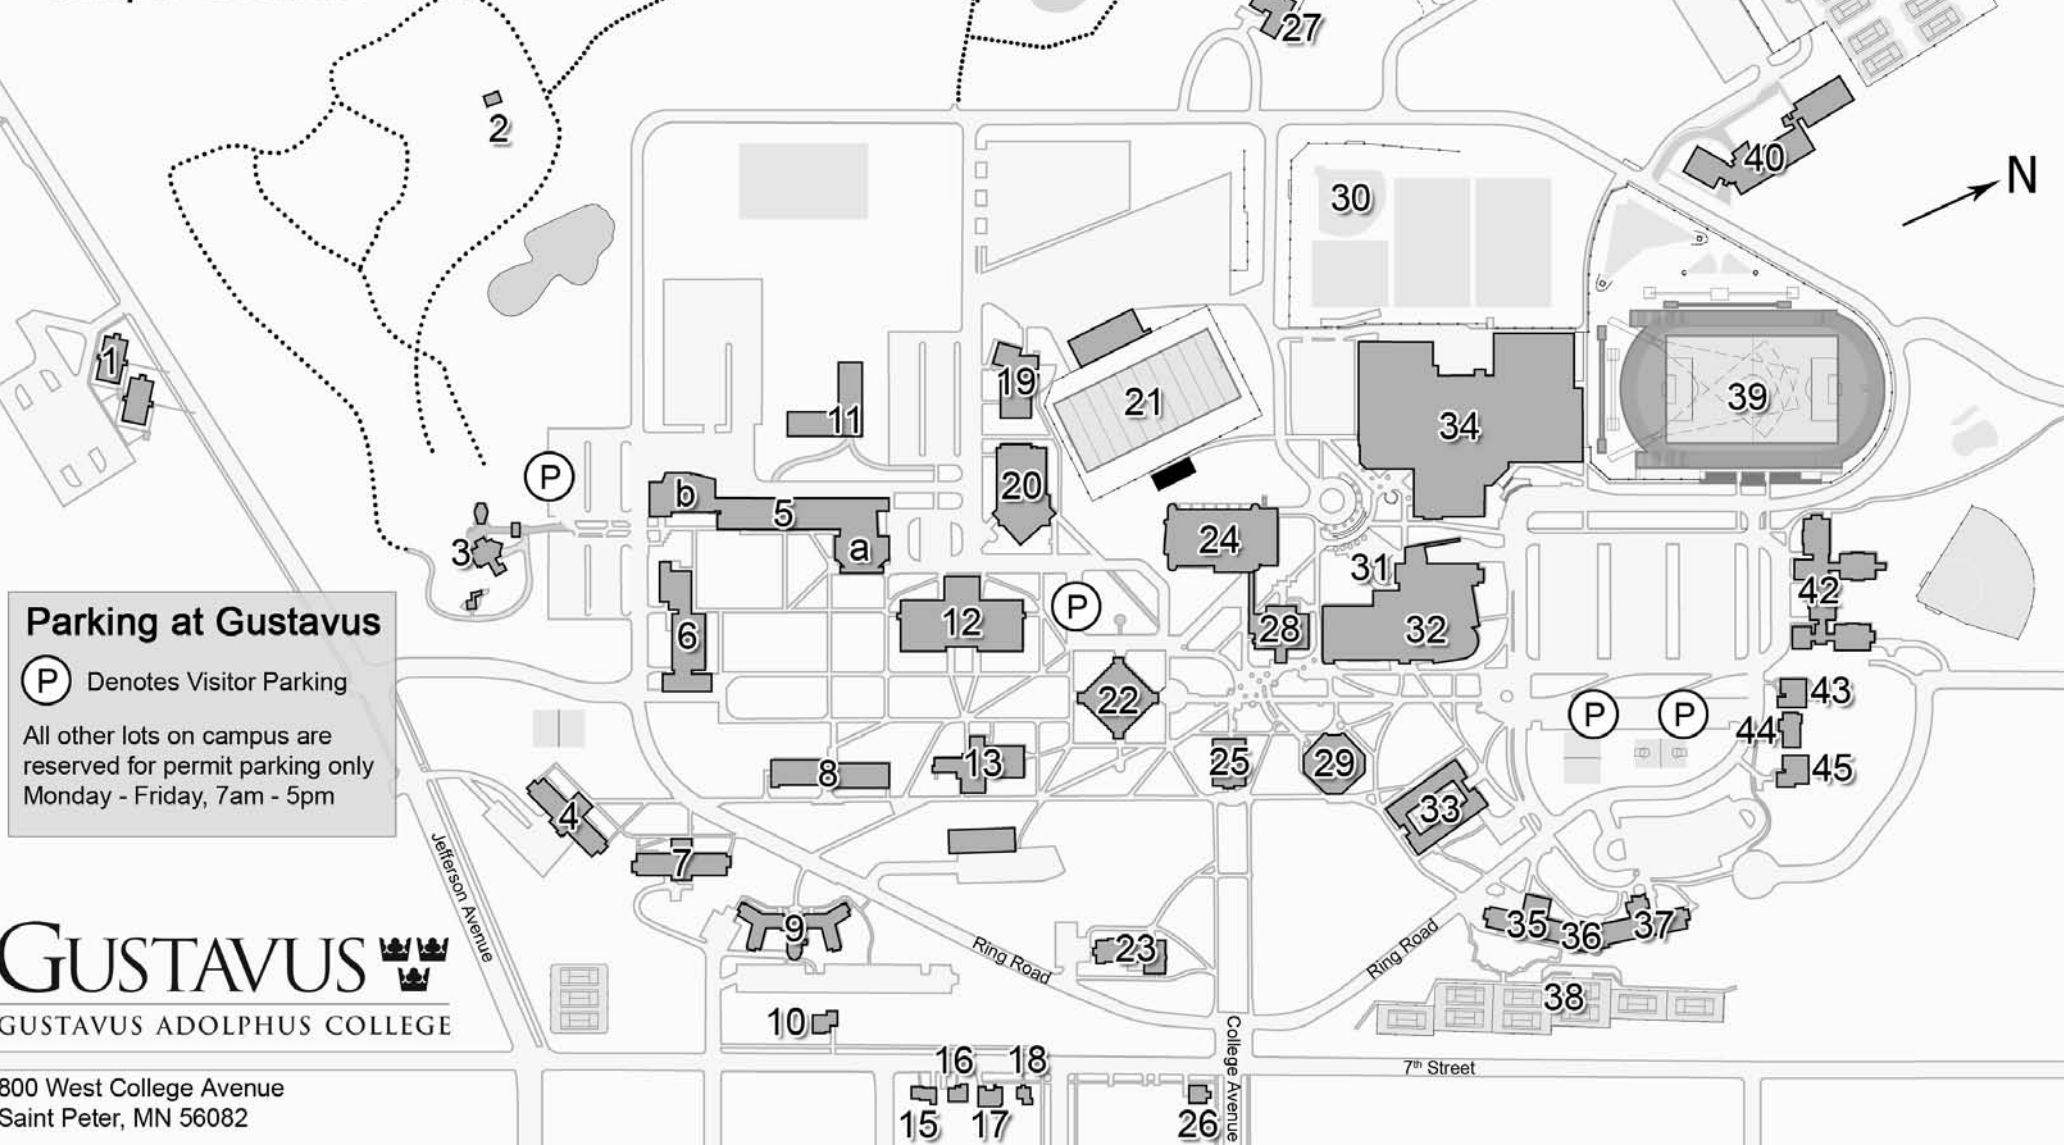 27
2
40
N
30
1
19
21
39
11
34
P
b
20
5
24
a
3
31
P
42
Parking at Gustavus
12
28
32
6
P Denotes Visitor Parking
43
22
P
P
44
All other lots on campus are
reserved for permit parking only
Monday - Friday, 7am - 5pm
8
13
25
29
45
4
33
7
Jefferson Avenue
9
35
36
37
Ring Road
23
Ring Road
GUSTAVUS
GUSTAVUS ADOLPHUS COLLEGE
38
10
College Avenue
7th Street
16
18
800 West College Avenue
Saint Peter, MN 56082
15
17
26